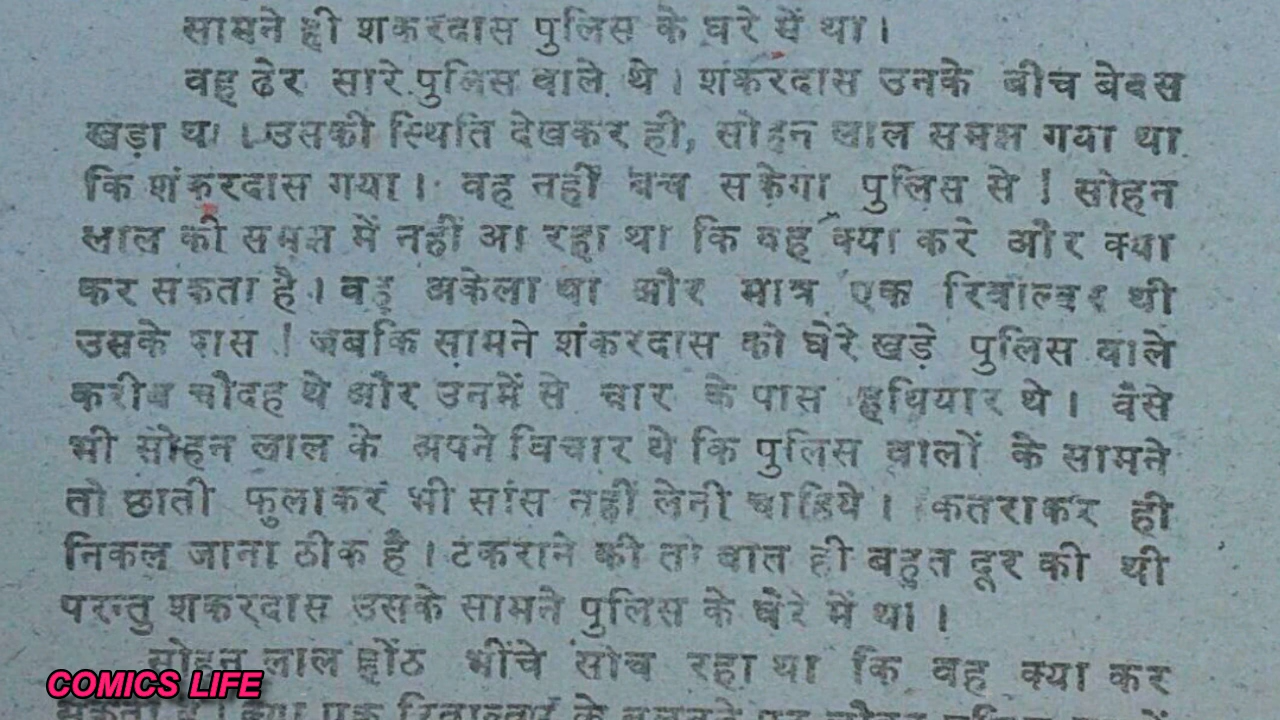 सामने ही शकरदास पुलिस के घेरे में था।
वह ढेर सारे पुलिस वाले थे। शंकरदास उनके बीच बेबस
खड़ा था। उसकी स्थिति देखकर ही, सोहन लाल समझ गया था
कि शंकरदास गया। वह नहीं बच सकेगा पुलिस से ! सोहन
लाल की समझ में नहीं आ रहा था कि वह क्या करे और क्या
कर सकता है। वह अकेला था और मात्र एक रिवाल्वर थी
उसके पास ! जबकि सामने शंकरदास को घेरे खड़े पुलिस वाले
करीब चौदह थे और उनमें से चार के पास हथियार थे। वैसे
भी सोहन लाल के अपने विचार थे कि पुलिस वालों के सामने
तो छाती फुलाकर भी सांस नहीं लेनी चाहिये। कतराकर ही
निकल जाना ठीक है। टकराने की तो बात ही बहुत दूर की थी
परन्तु शकरदास उसके सामने पुलिस के घेरे में था।
सोहन लाल होंठ भींचे सोच रहा था कि वह क्या कर
COMICS LIFE